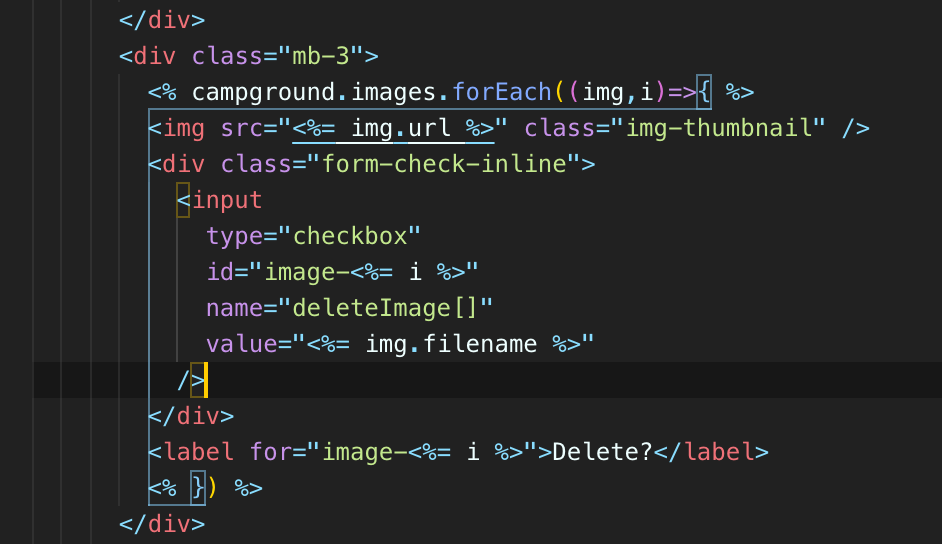 </div>
<div class="mb-3">
<% campground.images.forEach((img,i)=>{ %>
<img src="<%= img.url %>" class="img-thumbnail" />
<div class="form-check-inline">
<input
type="checkbox"
id="image-<%= i %>"
name="deleteImage[]"
value="<%= img.filename %>"
/>
</div>
<label for="image-<%= i %>">Delete?</label>
<% }) %>
</div>